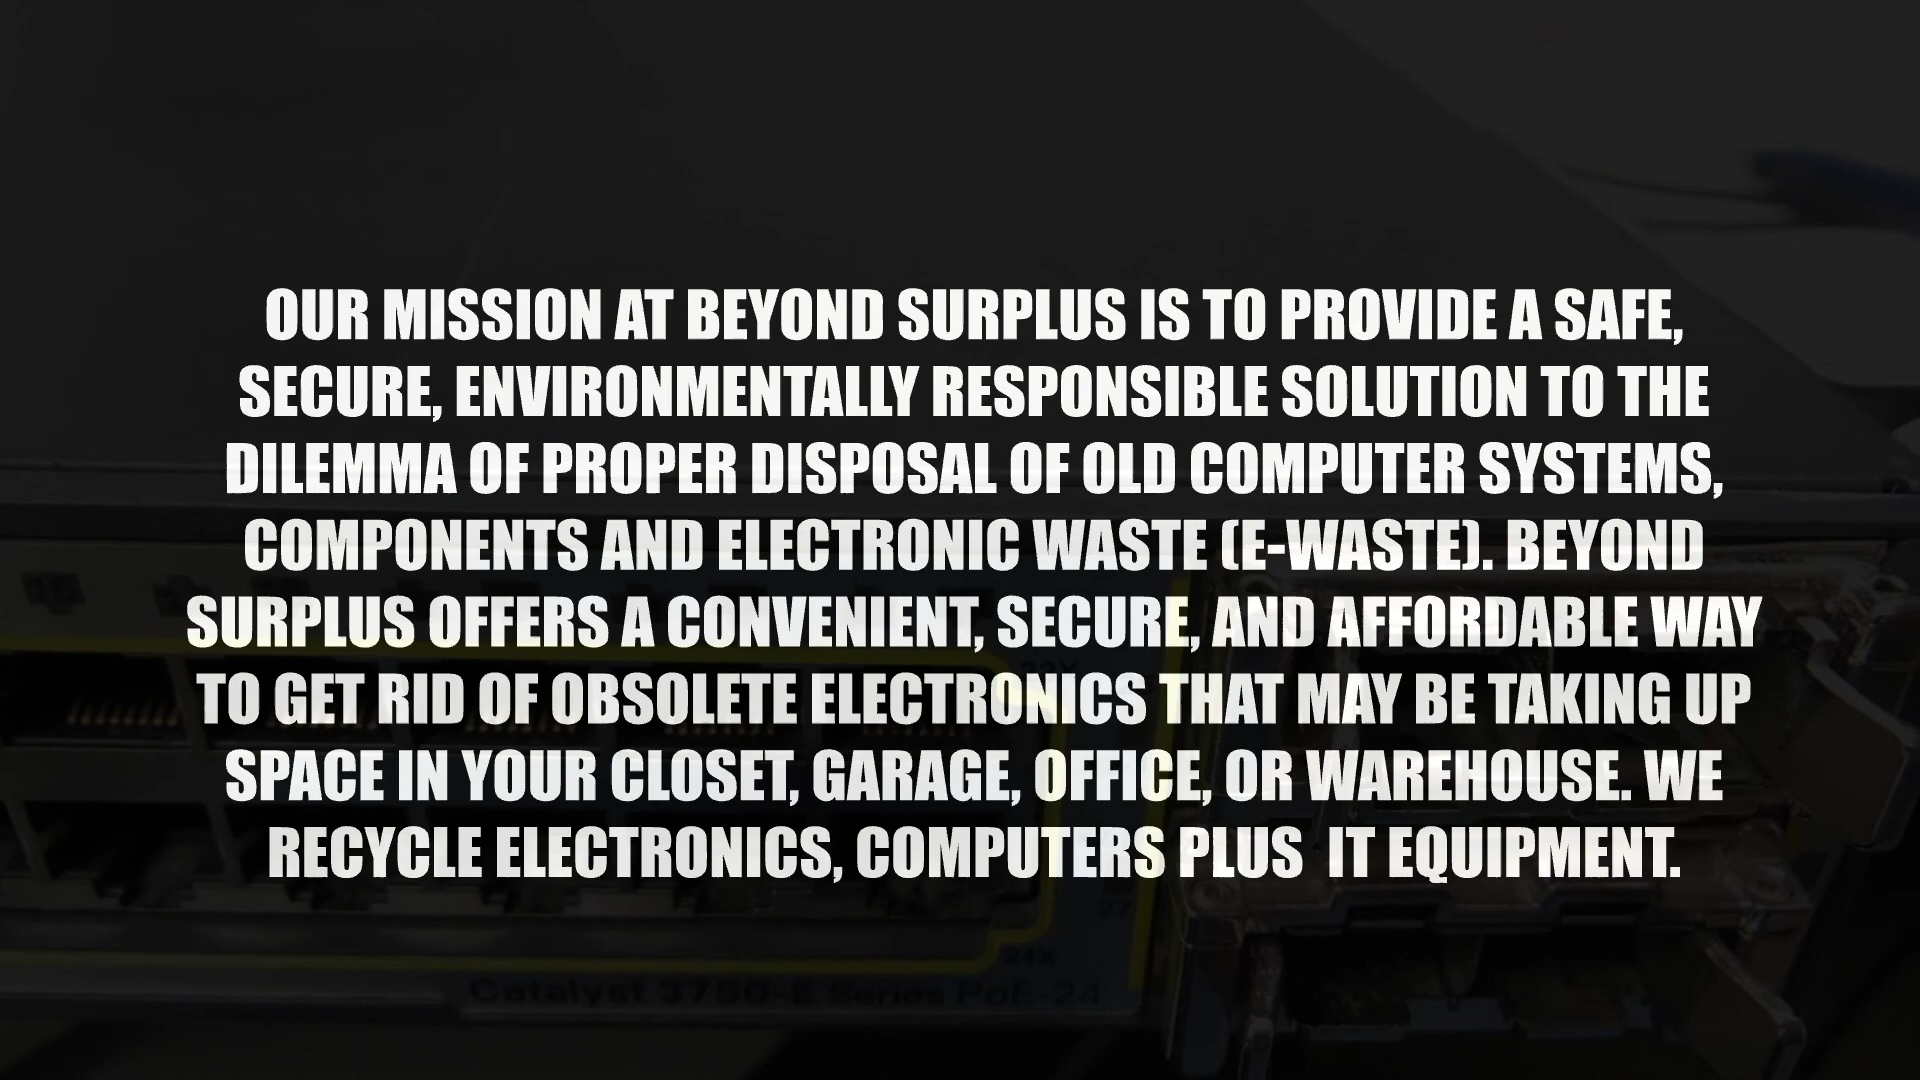 OUR MISSION AT BEYOND SURPLUS IS TO PROVIDE A SAFE,
SECURE, ENVIRONMENTALLY RESPONSIBLE SOLUTION TO THE
DILEMMA OF PROPER DISPOSAL OF OLD COMPUTER SYSTEMS,
COMPONENTS AND ELECTRONIC WASTE (E-WASTE). BEYOND
SURPLUS OFFERS A CONVENIENT, SECURE, AND AFFORDABLE WAY
TO GET RID OF OBSOLETE ELECTRONICS THAT MAY BE TAKING UP
SPACE IN YOUR CLOSET, GARAGE, OFFICE, OR WAREHOUSE. WE
RECYCLE ELECTRONICS, COMPUTERS PLUS  IT EQUIPMENT.
23X
27
24X
Catalyst 3750-E Series PoE-24